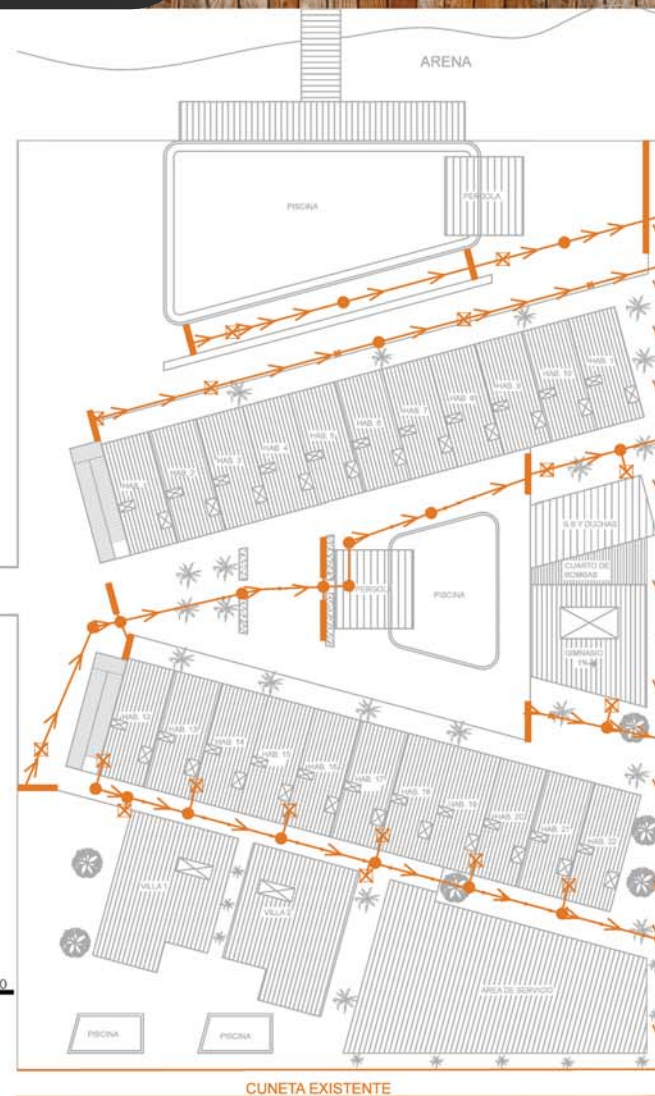 ARENA
PISCINA
PERGOLA
HAB. 1
HAB. 2
HAB. 3
HAB. 4
HAB. 5
HAB. 6
HAB. 7
HAB. 8
HAB. 9
HAB. 10
S.S Y DUCHAS
CUARTO DE
BOMBAS
PERGOL
PISCINA
GIMNASIO
HAB. 12
HAB. 13
HAB. 14
HAB. 15
HAB. 16
HAB. 17
HAB. 18
HAB. 19
HAB. 20
HAB. 21
HAB. 22
VILLA 1
VILLA 2
AREA DE SERVICIO
0
PISCINA
PISCINA
CUNETA EXISTENTE